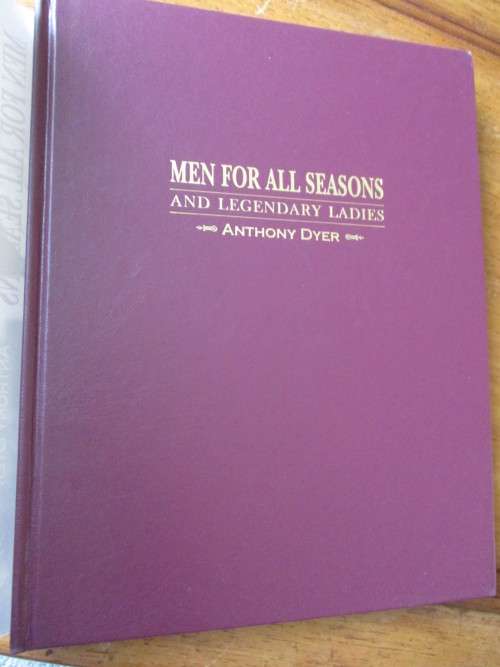 MEN FOR ALL SEASONS
AND LEGENDARY LADIES
ANTHONY DYER